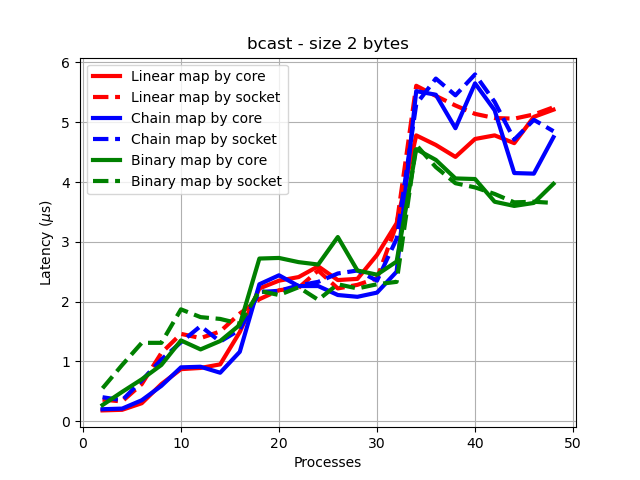 bcast - size 2 bytes
6
5
4
3
2
1
0
Latency (μs)
Linear map by core
Linear map by socket
Chain map by core
Chain map by socket
Binary map by core
Binary map by socket
0 10 20 30 40 50
Processes